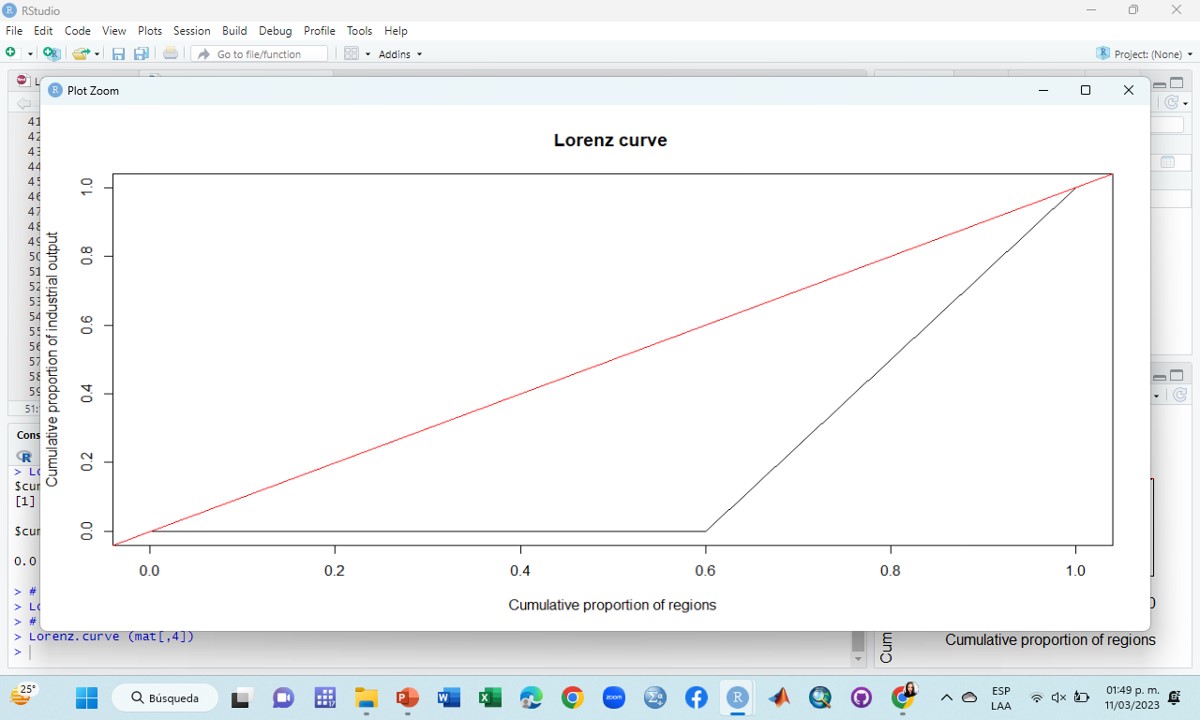 RStudio
File Edit Code View Plots Session Build Debug Profile Tools Help
Go to file/function
Addins
Project: (None)
Plot Zoom
Lorenz curve
Cumulative proportion of industrial output
1.0
0.8
0.6
0.4
0.2
0.0
0.0 0.2 0.4 0.6 0.8 1.0
Cumulative proportion of regions
41
42
43
44
45
46
47
48
49
50
51
52
53
54
55
56
57
58
59
51:
Cons
> Lo
$cur
[1]
$cur
0.0
> #
> Lo
> #
> Lorenz.curve (mat[,4])
>
Cum
Cumulative proportion of regions
25°
Búsqueda
zoom
ESP
LAA
01:49 p. m.
11/03/2023